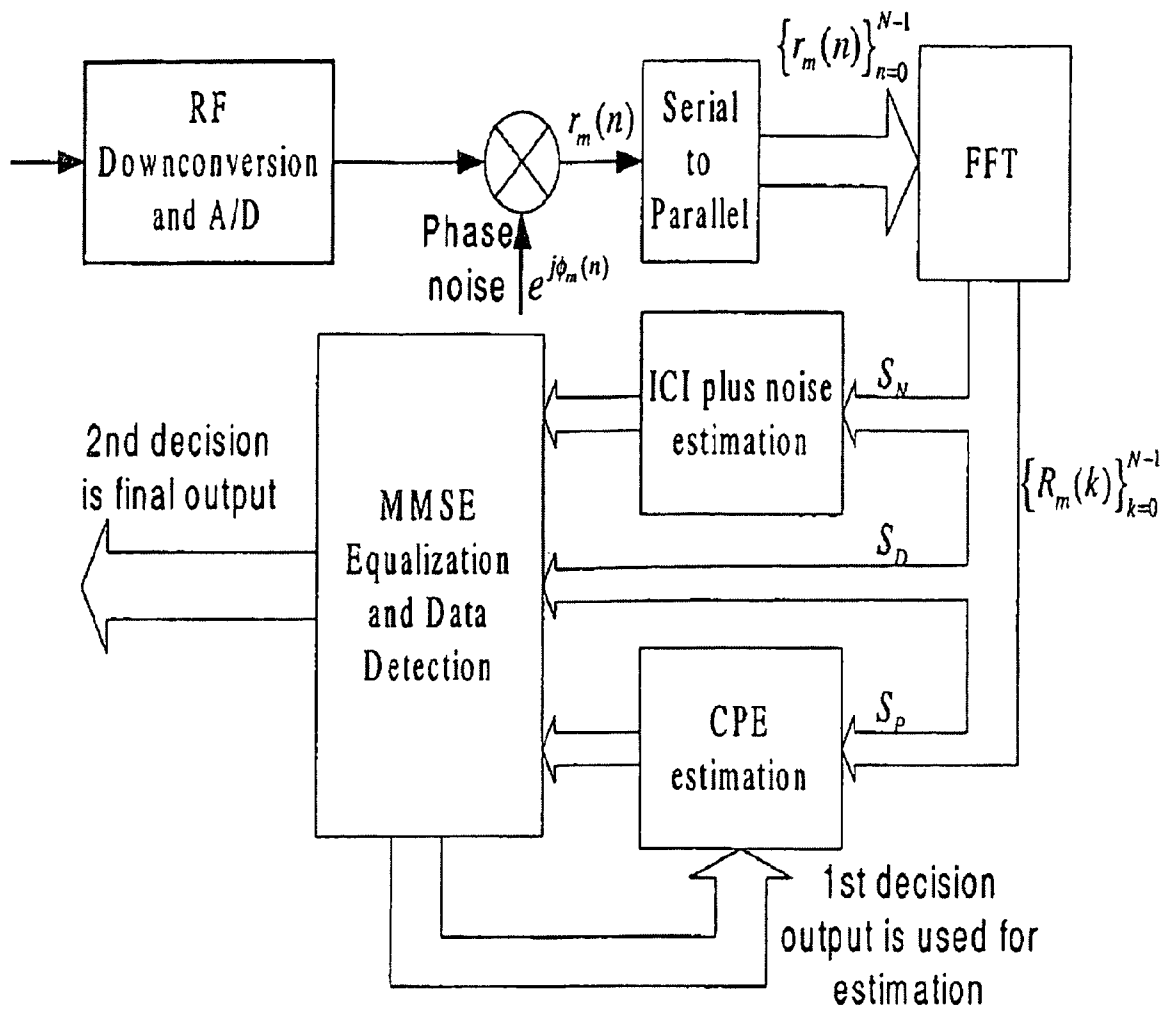 {r_m(n)}_{n=0}^{N-1}
RF
Downconversion
and A/D
r_m(n)
Serial
to
Parallel
FFT
Phase
noise
e^{jϕ_m(n)}
ICI plus noise
estimation
S_N
{R_m(k)}_{k=0}^{N-1}
2nd decision
is final output
MMSE
Equalization
and Data
Detection
S_D
CPE
estimation
S_P
1st decision
output is used for
estimation